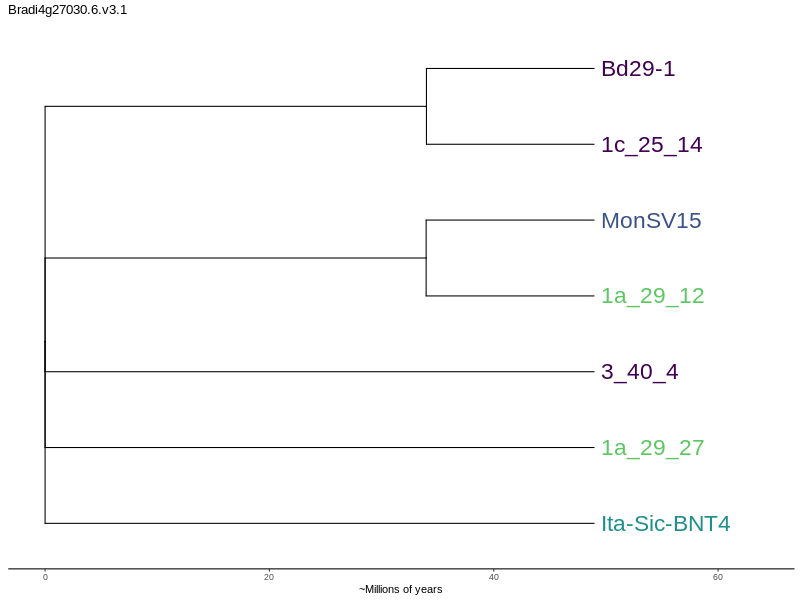 Bradi4g27030.6.v3.1
Bd29-1
1c_25_14
MonSV15
1a_29_12
3_40_4
1a_29_27
Ita-Sic-BNT4
0 20 40 60
~Millions of years